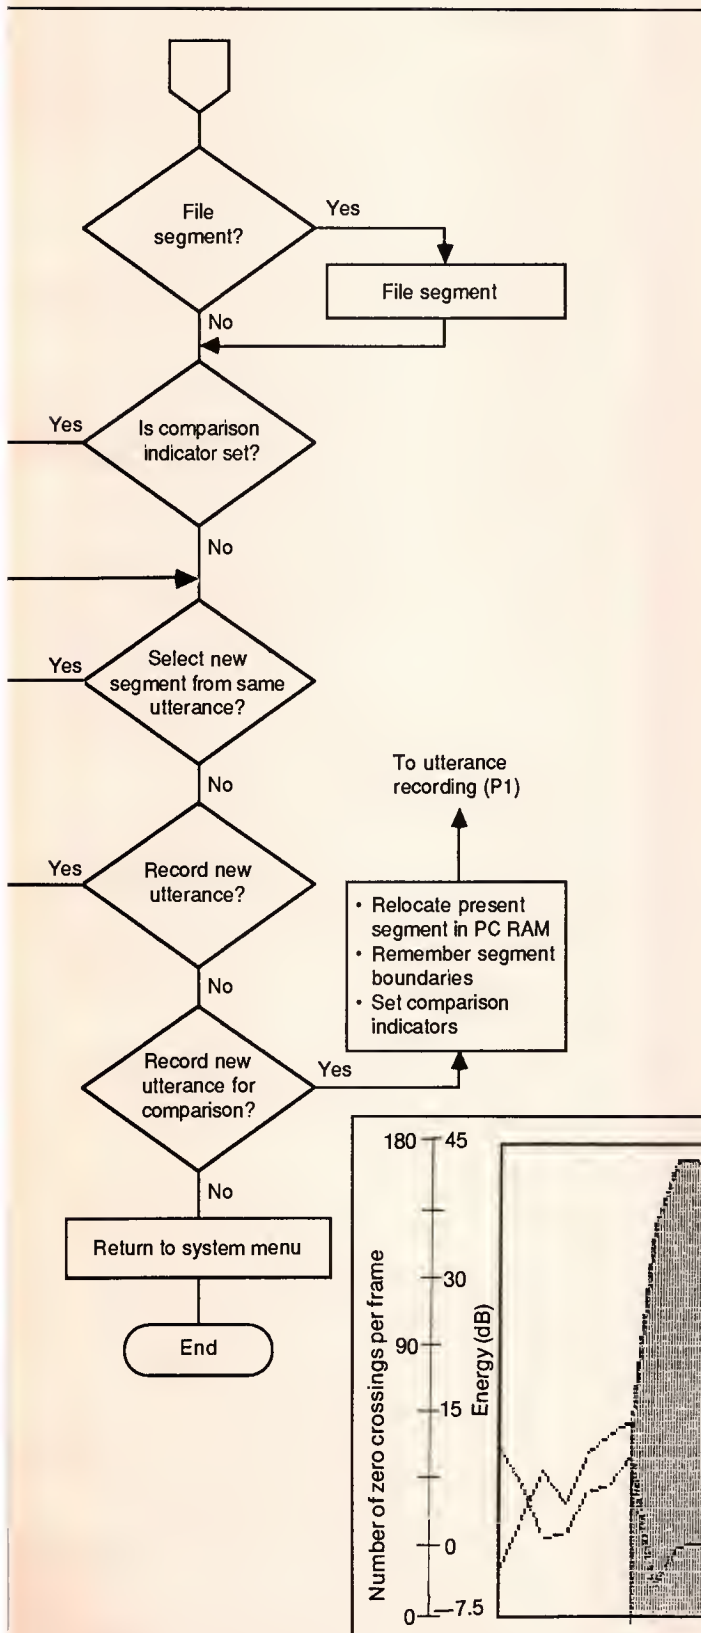 File
segment?
Yes
File segment
No
Yes
Is comparison
indicator set?
No
Yes
Select new
segment from same
utterance?
No
To utterance
recording (P1)
Yes
Record new
utterance?
• Relocate present
segment in PC RAM
• Remember segment
boundaries
• Set comparison
indicators
No
Record new
utterance for
comparison?
Yes
No
Return to system menu
End
Number of zero crossings per frame
180
90
0
Energy (dB)
45
30
15
0
–7.5